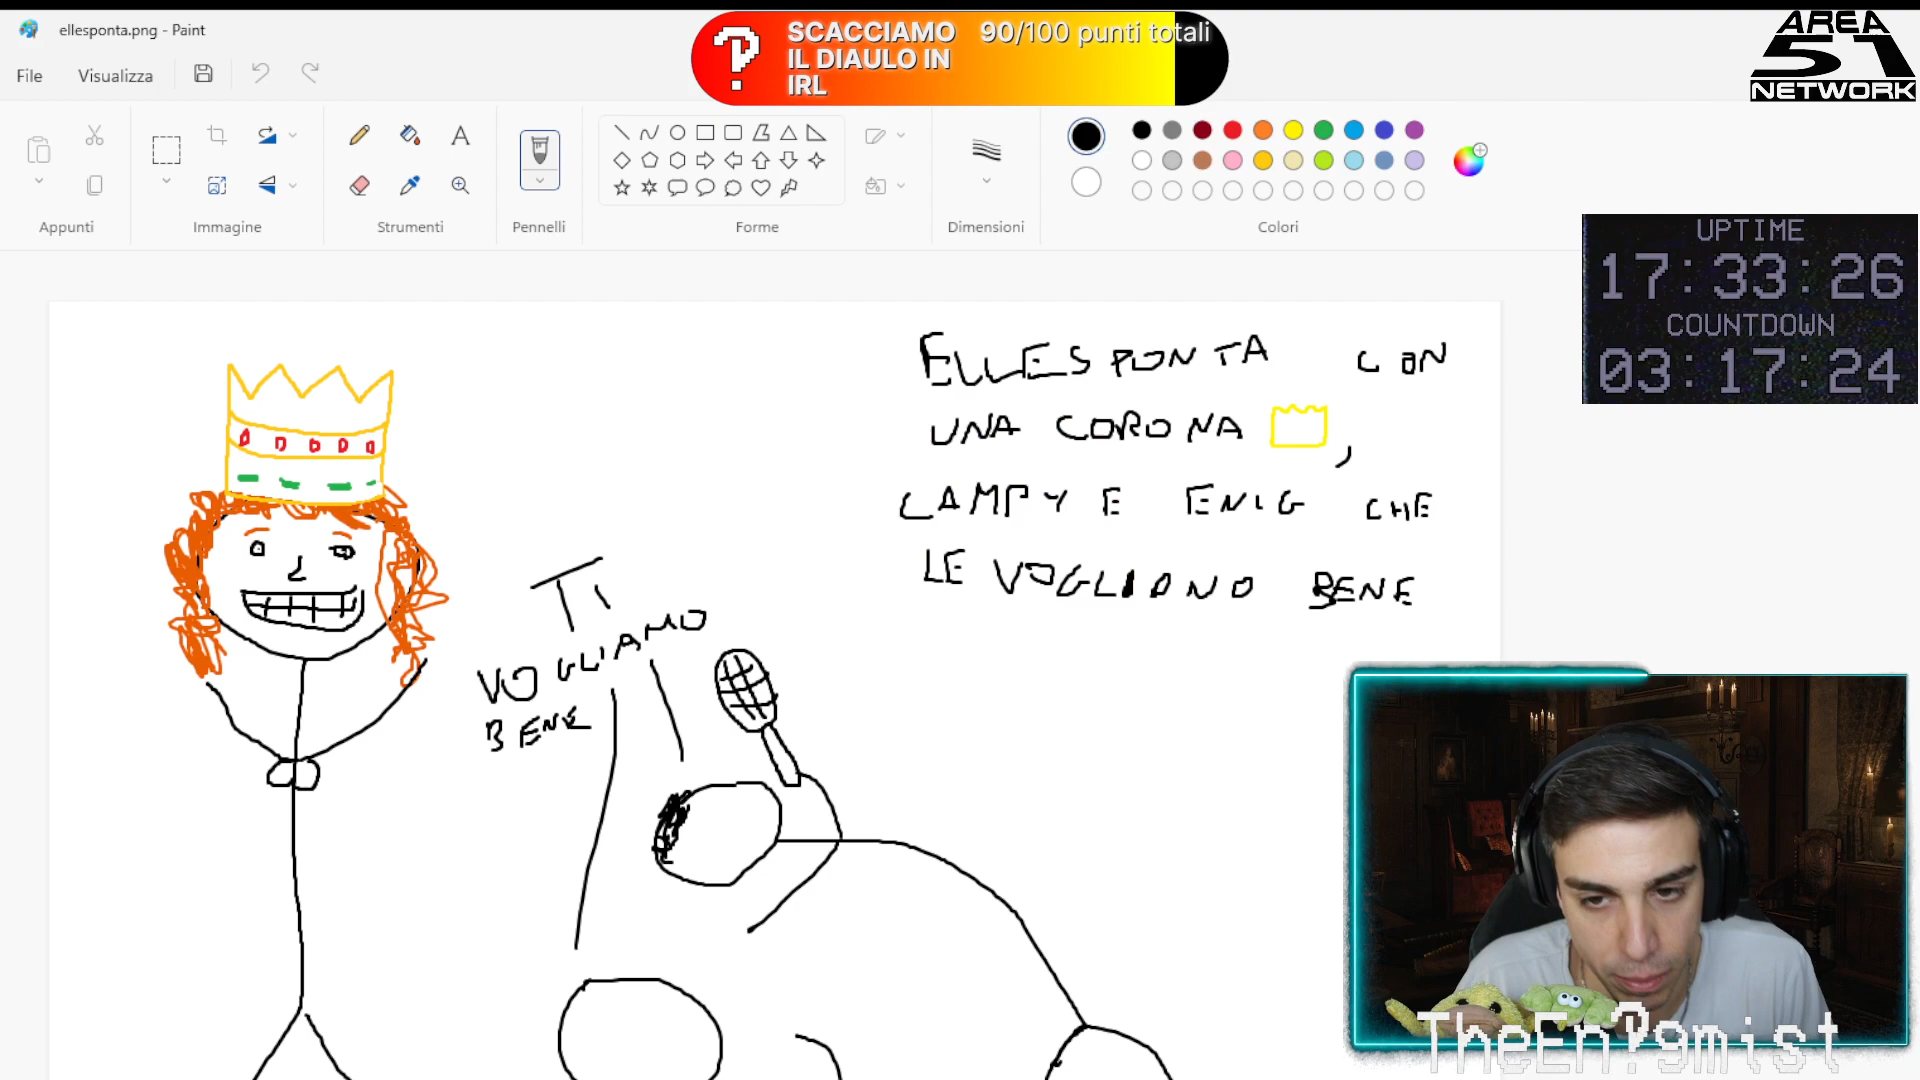 ellesponta.png - Paint
File
Visualizza
SCACCIAMO
IL DIAULO IN
IRL
90/100 punti totali
AREA
51
NETWORK
A
Appunti
Immagine
Strumenti
Pennelli
Forme
Dimensioni
Colori
UPTIME
17:33:26
COUNTDOWN
03:17:24
ELLESPONTA CON
UNA CORONA ,
CAMPY E ENIG CHE
LE VOGLIONO BENE
TI
VOGLIAMO
BENE
TheEn?gmist